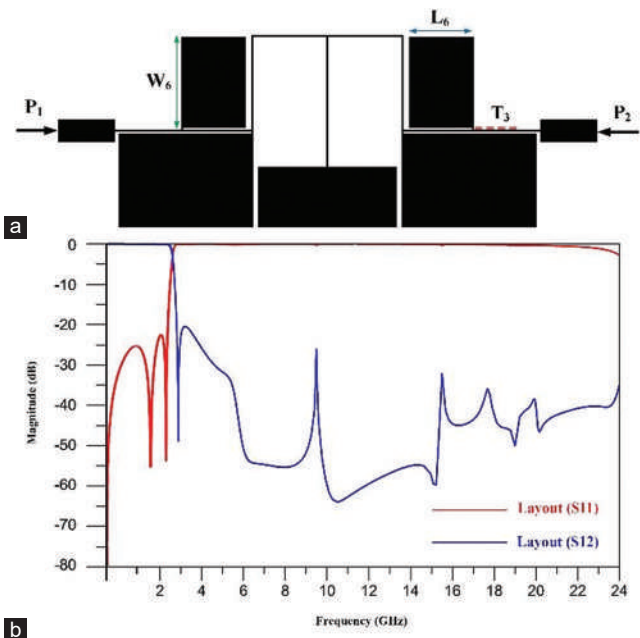 L6
W6
P1
T3
P2
a
0
-10
-20
-30
-40
-50
-60
-70
-80
Magnitude (dB)
Layout (S11)
Layout (S12)
2 4 6 8 10 12 14 16 18 20 22 24
Frequency (GHz)
b